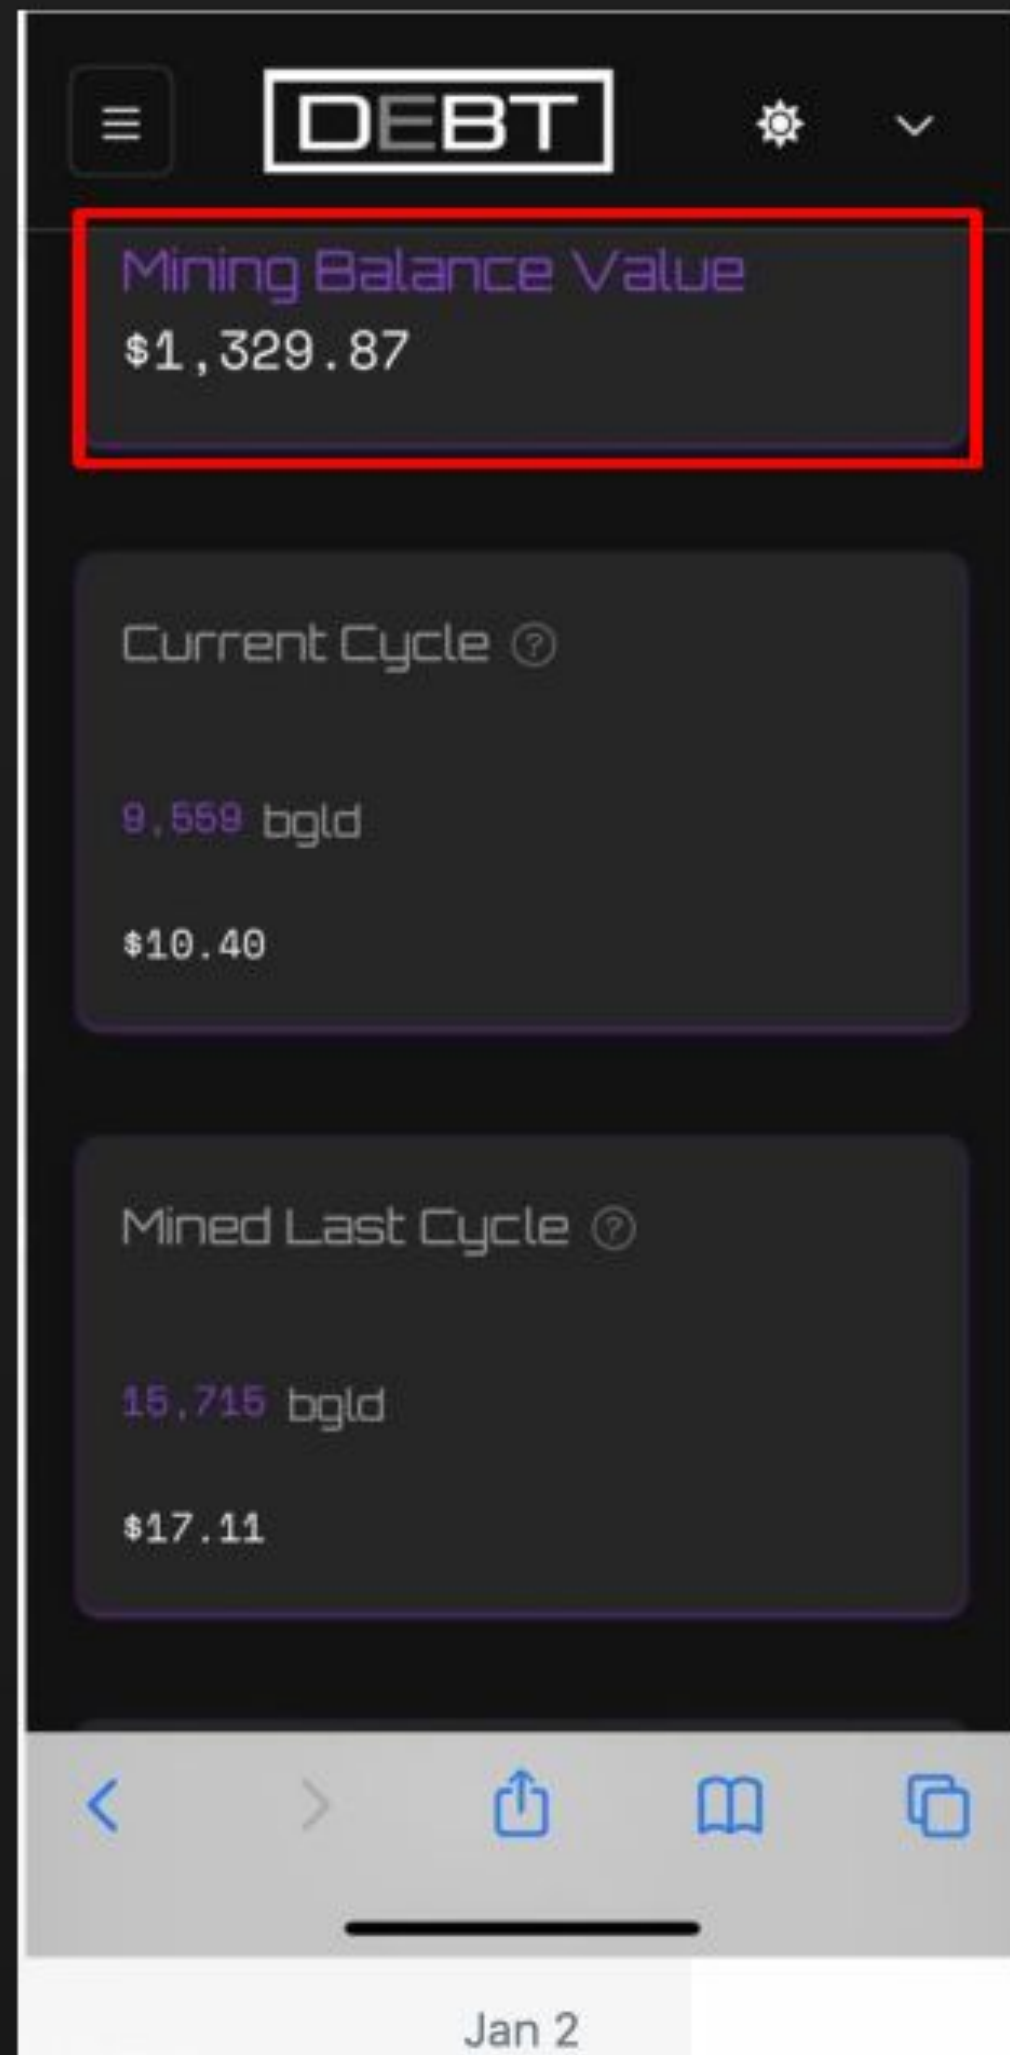 DEBT
Mining Balance Value
$1,329.87
Current Cycle ?
9,559 bgld
$10.40
Mined Last Cycle ?
15,715 bgld
$17.11
Jan 2